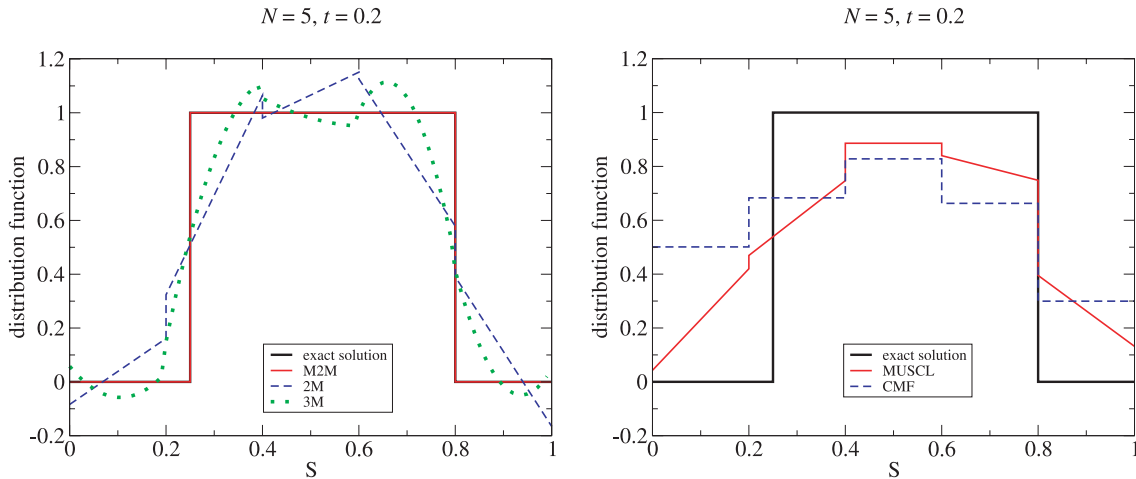 N = 5, t = 0.2
1.2
1
0.8
0.6
0.4
0.2
0
-0.2
distribution function
exact solution
M2M
2M
3M
0
0.2
0.4
0.6
0.8
1
S
N = 5, t = 0.2
1.2
1
0.8
0.6
0.4
0.2
0
-0.2
distribution function
exact solution
MUSCL
CMF
0
0.2
0.4
0.6
0.8
1
S